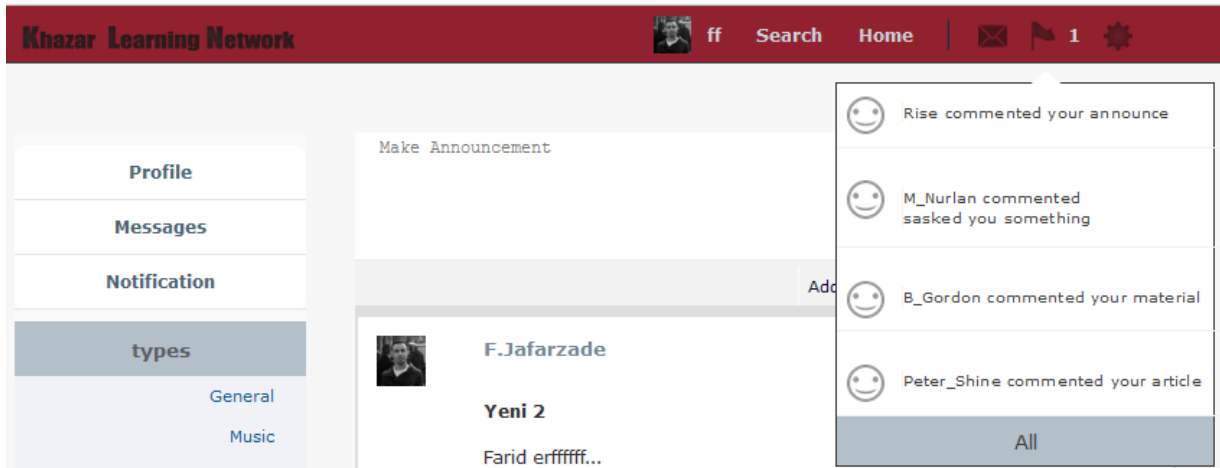 Khazar Learning Network
ff Search Home 1
Rise commented your announce
M_Nurlan commented
sasked you something
B_Gordon commented your material
Peter_Shine commented your article
All
Profile
Messages
Notification
types
General
Music
Make Announcement
Add
F.Jafarzade
Yeni 2
Farid erffffff...